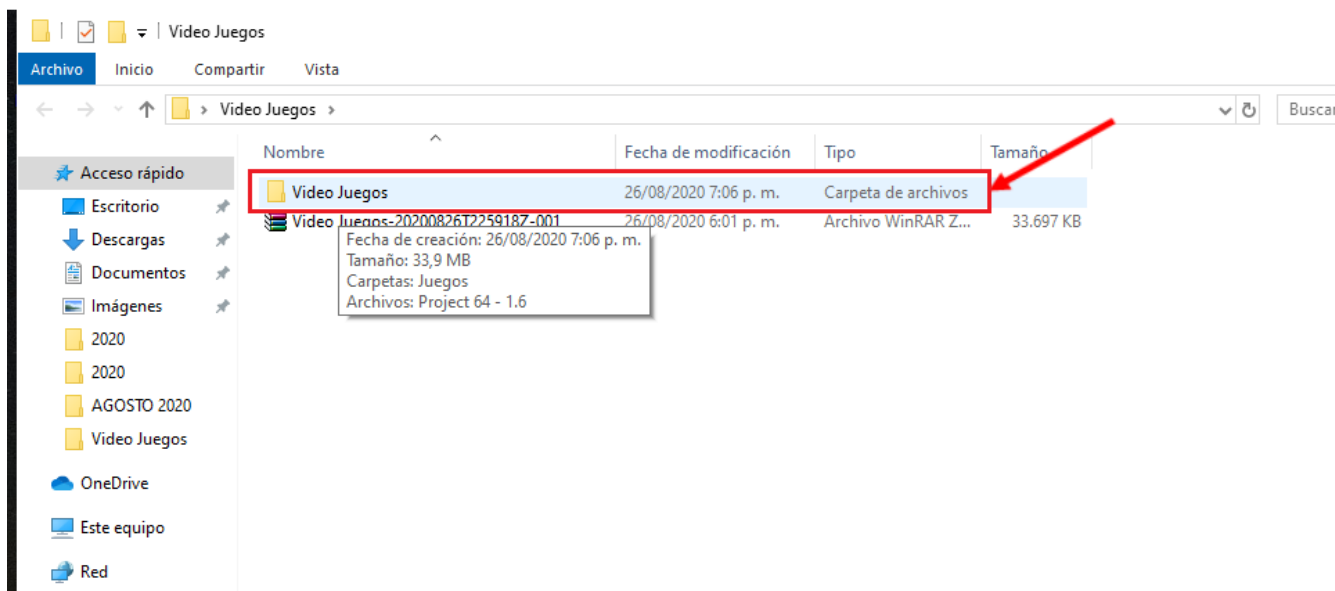 Video Juegos
Archivo Inicio Compartir Vista
Video Juegos
Buscar
Nombre Fecha de modificación Tipo Tamaño
Acceso rápido
Video Juegos 26/08/2020 7:06 p. m. Carpeta de archivos
Escritorio
Video Juegos-20200826T225918Z-001 26/08/2020 6:01 p. m. Archivo WinRAR Z... 33.697 KB
Descargas
Fecha de creación: 26/08/2020 7:06 p. m.
Tamaño: 33,9 MB
Documentos
Carpetas: Juegos
Imágenes
Archivos: Project 64 - 1.6
2020
2020
AGOSTO 2020
Video Juegos
OneDrive
Este equipo
Red